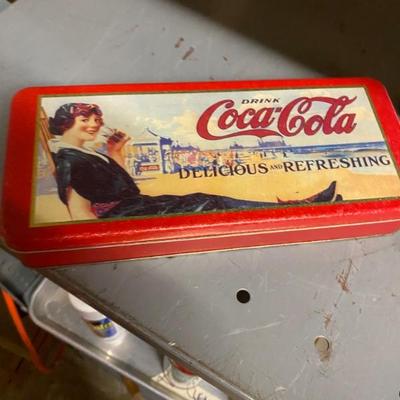 DRINK
Coca-Cola
DELICIOUS AND REFRESHING